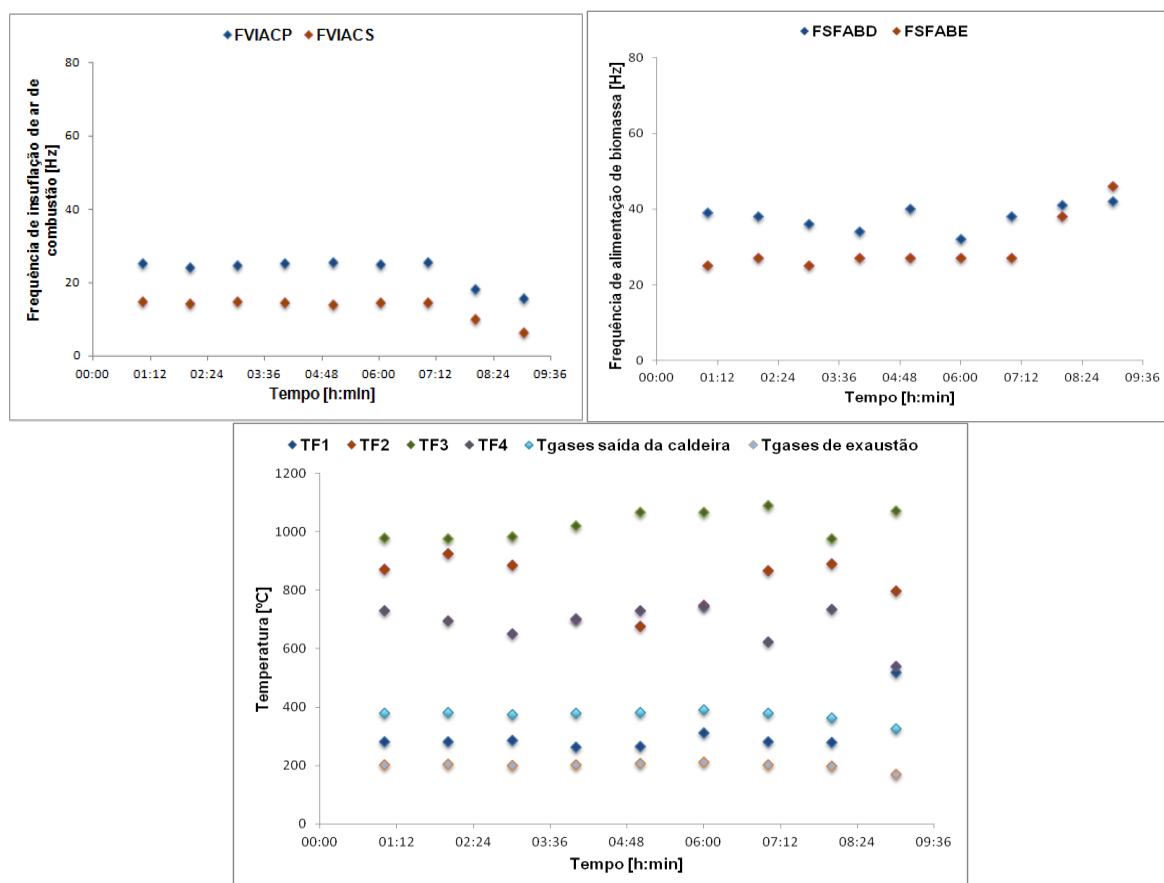 FVIACP FVIACS
Frequência de insuflação de ar de
combustão [Hz]
80
60
40
20
0
00:00 01:12 02:24 03:36 04:48 06:00 07:12 08:24 09:36
Tempo [h:min]
FSFABD FSFABE
Frequência de alimentação de biomassa [Hz]
80
60
40
20
0
00:00 01:12 02:24 03:36 04:48 06:00 07:12 08:24 09:36
Tempo [h:min]
TF1 TF2 TF3 TF4 Tgases saída da caldeira Tgases de exaustão
Temperatura [ºC]
1200
1000
800
600
400
200
0
00:00 01:12 02:24 03:36 04:48 06:00 07:12 08:24 09:36
Tempo [h:min]